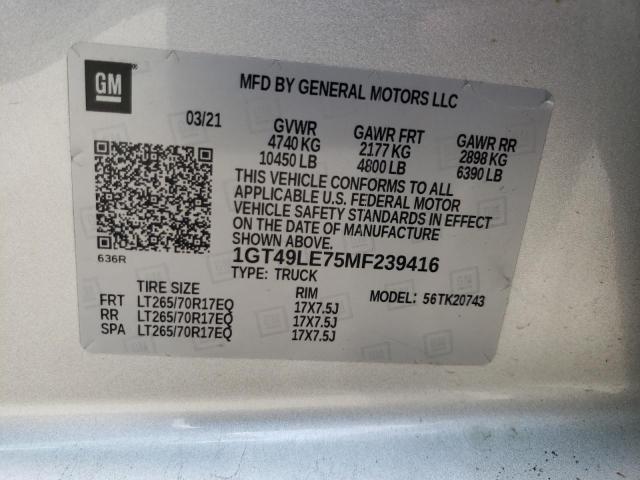 GM
MFD BY GENERAL MOTORS LLC
03/21 GVWR GAWR FRT GAWR RR
4740 KG 2177 KG 2898 KG
10450 LB 4800 LB 6390 LB
THIS VEHICLE CONFORMS TO ALL
APPLICABLE U.S. FEDERAL MOTOR
VEHICLE SAFETY STANDARDS IN EFFECT
ON THE DATE OF MANUFACTURE
SHOWN ABOVE.
636R
1GT49LE75MF239416
TYPE: TRUCK
TIRE SIZE RIM MODEL: 56TK20743
FRT LT265/70R17EQ 17X7.5J
RR LT265/70R17EQ 17X7.5J
SPA LT265/70R17EQ 17X7.5J